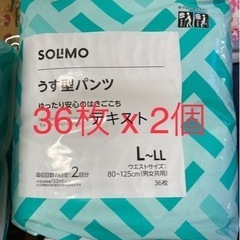 SOLIMO
うす型パンツ
ゆったり安心のはきごこち
36枚 x 2個
テキスト
L~LL
ウエストサイズ:
80~125cm(男女共用)
36枚
2回分